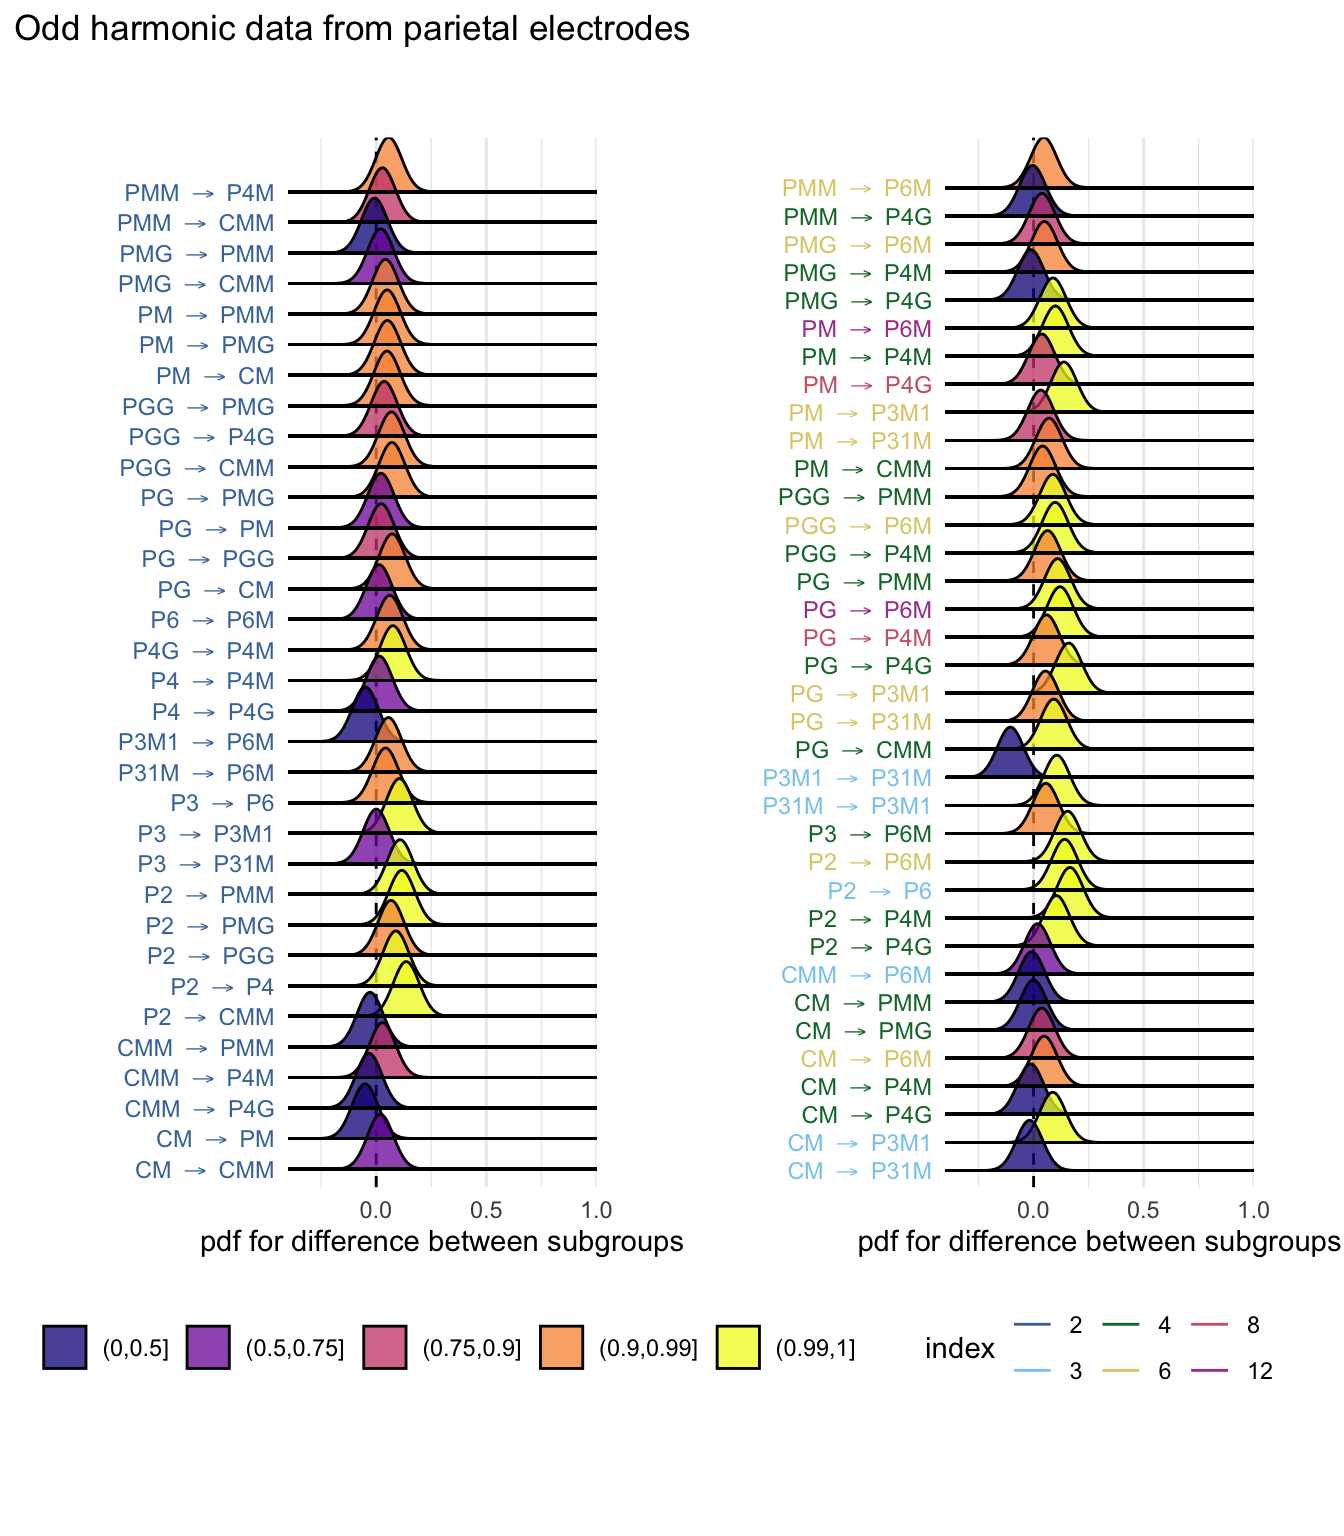 Odd harmonic data from parietal electrodes
PMM → P4M
PMM → CMM
PMG → PMM
PMG → CMM
PM → PMM
PM → PMG
PM → CM
PGG → PMG
PGG → P4G
PGG → CMM
PG → PMG
PG → PM
PG → PGG
PG → CM
P6 → P6M
P4G → P4M
P4 → P4M
P4 → P4G
P3M1 → P6M
P31M → P6M
P3 → P6
P3 → P3M1
P3 → P31M
P2 → PMM
P2 → PMG
P2 → PGG
P2 → P4
P2 → CMM
CMM → PMM
CMM → P4M
CMM → P4G
CM → PM
CM → CMM
0.0 0.5 1.0
pdf for difference between subgroups
PMM → P6M
PMM → P4G
PMG → P6M
PMG → P4M
PMG → P4G
PM → P6M
PM → P4M
PM → P4G
PM → P3M1
PM → P31M
PM → CMM
PGG → PMM
PGG → P6M
PGG → P4M
PG → PMM
PG → P6M
PG → P4M
PG → P4G
PG → P3M1
PG → P31M
PG → CMM
P3M1 → P31M
P31M → P3M1
P3 → P6M
P2 → P6M
P2 → P6
P2 → P4M
P2 → P4G
CMM → P6M
CM → PMM
CM → PMG
CM → P6M
CM → P4M
CM → P4G
CM → P3M1
CM → P31M
0.0 0.5 1.0
pdf for difference between subgroups
(0,0.5] (0.5,0.75] (0.75,0.9] (0.9,0.99] (0.99,1]
index
2 4 8
3 6 12